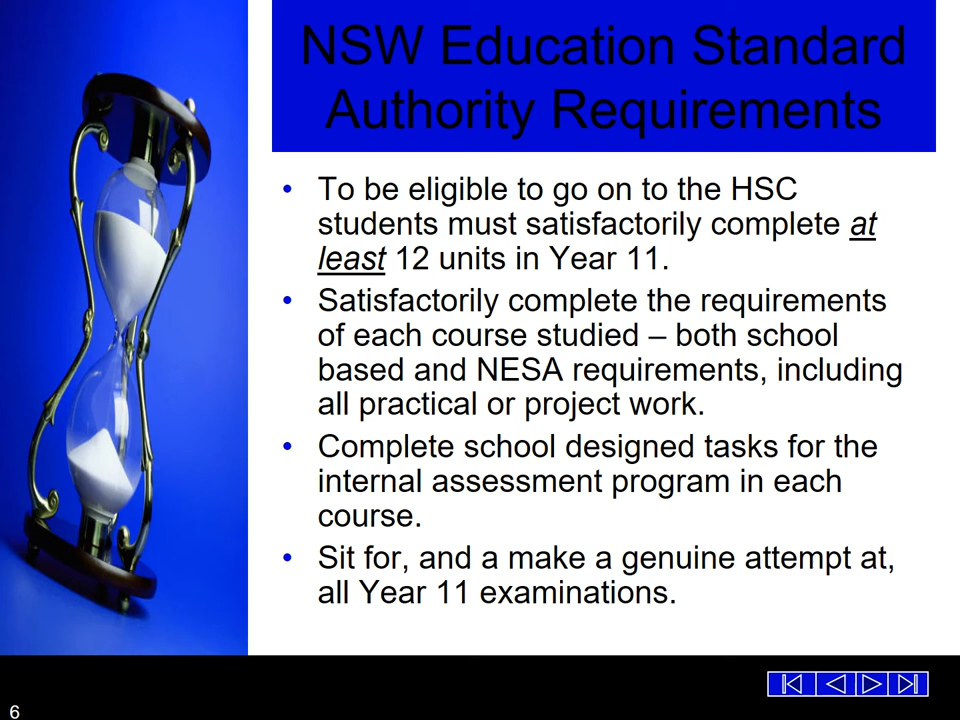 NSW Education Standard
Authority Requirements
• To be eligible to go on to the HSC
students must satisfactorily complete at
least 12 units in Year 11.
• Satisfactorily complete the requirements
of each course studied – both school
based and NESA requirements, including
all practical or project work.
• Complete school designed tasks for the
internal assessment program in each
course.
• Sit for, and a make a genuine attempt at,
all Year 11 examinations.
6